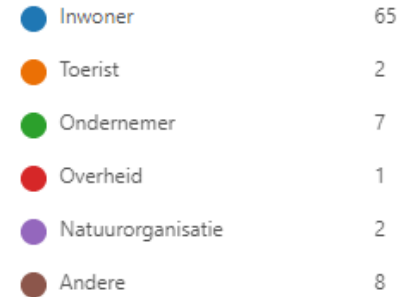 Inwoner 65
Toerist 2
Ondernemer 7
Overheid 1
Natuurorganisatie 2
Andere 8